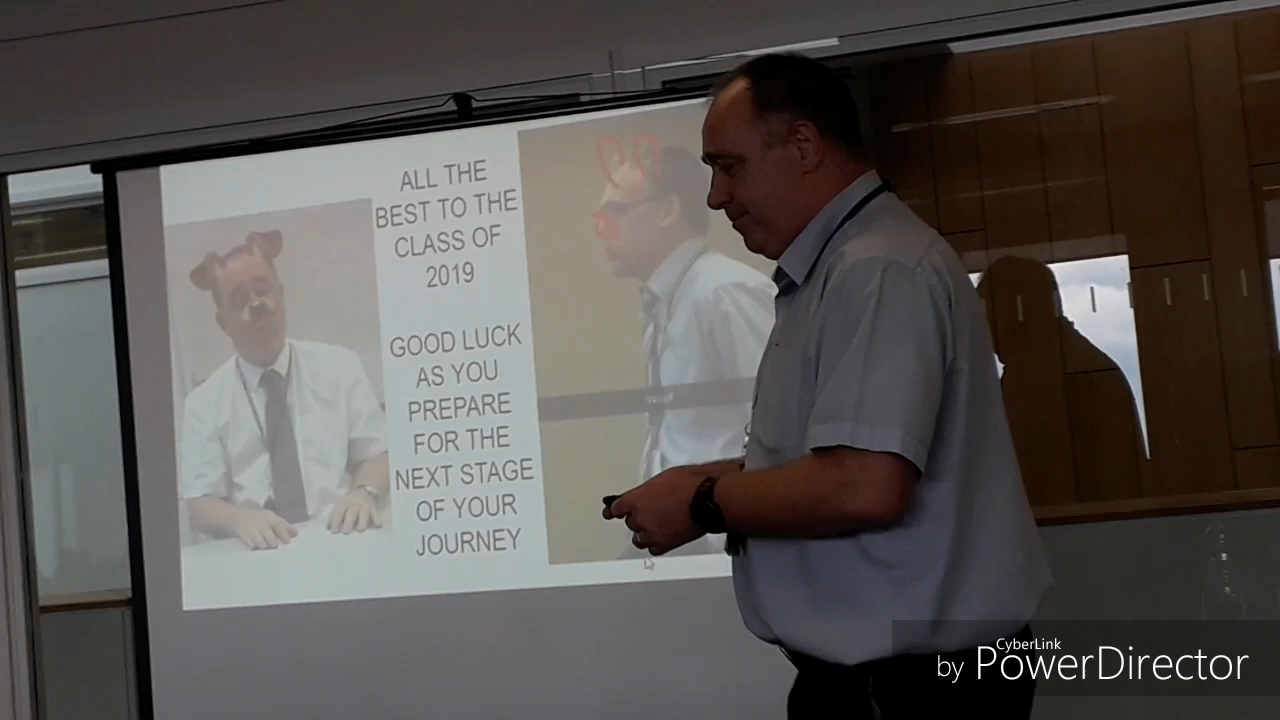 ALL THE
BEST TO THE
CLASS OF
2019
GOOD LUCK
AS YOU
PREPARE
FOR THE
NEXT STAGE
OF YOUR
JOURNEY
CyberLink
by PowerDirector